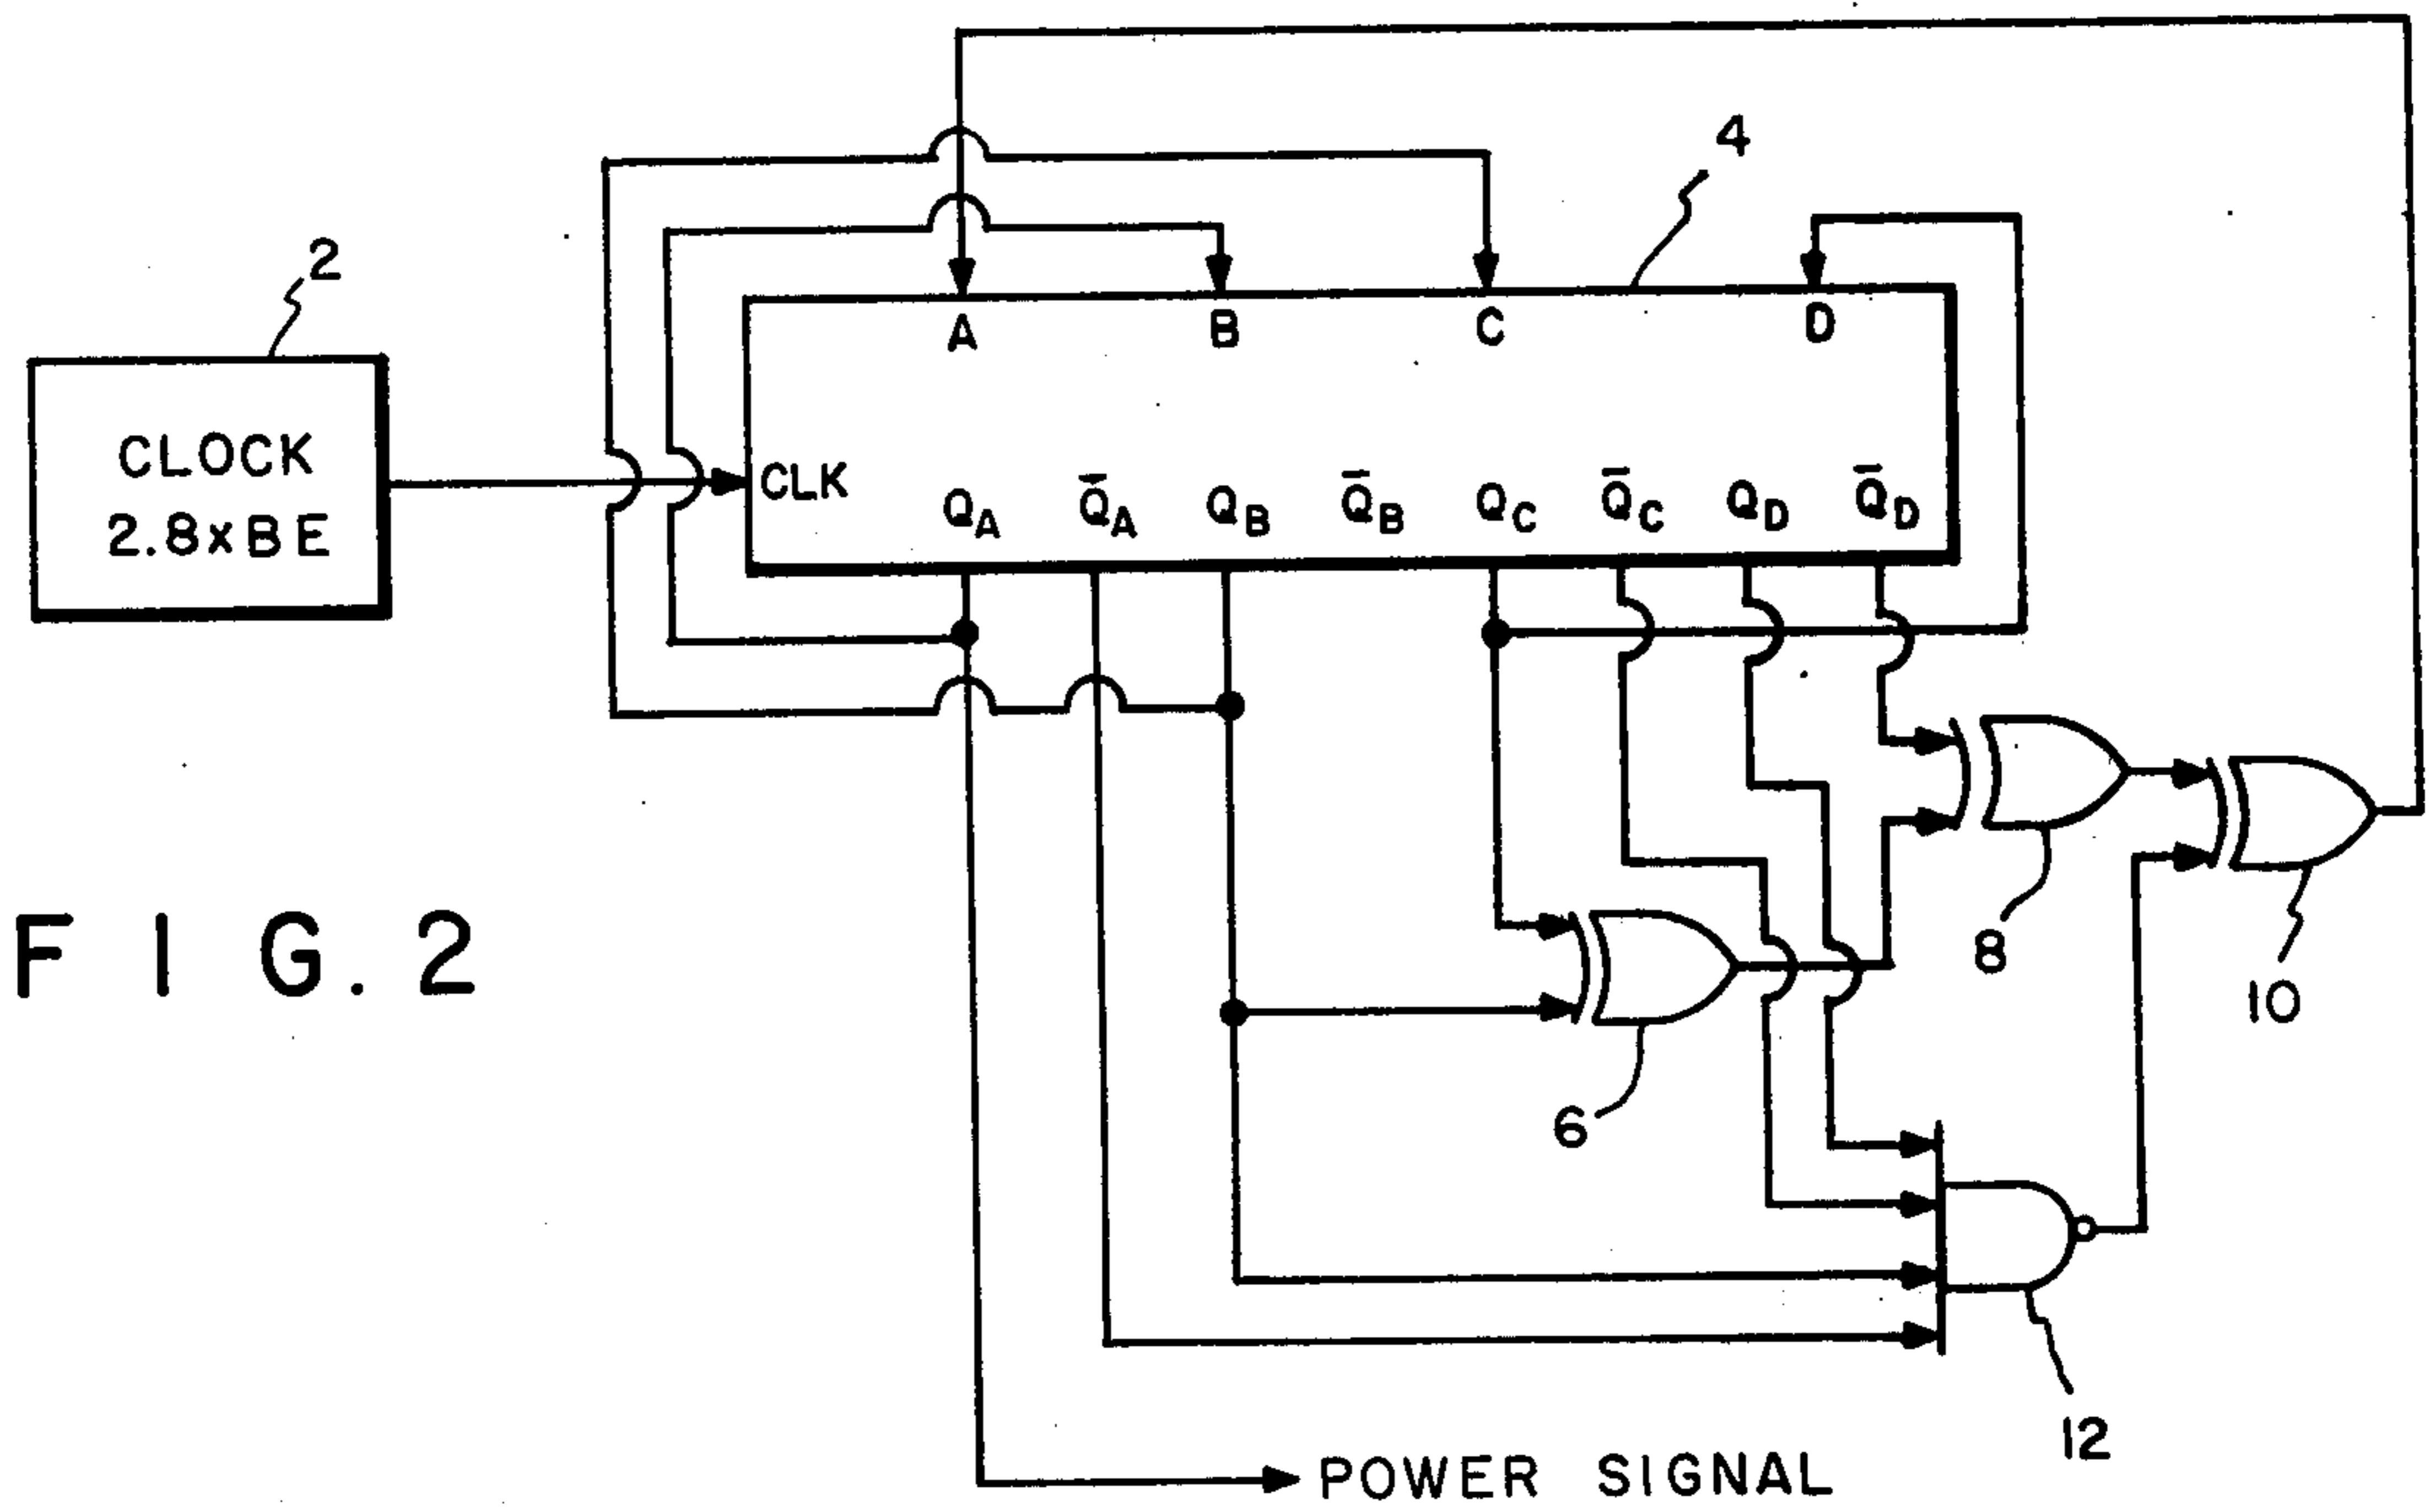 4
2
A B C D
CLOCK
2.8xBE
CLK
QA Q̄A QB Q̄B QC Q̄C QD Q̄D
FIG. 2
8
10
6
12
POWER SIGNAL